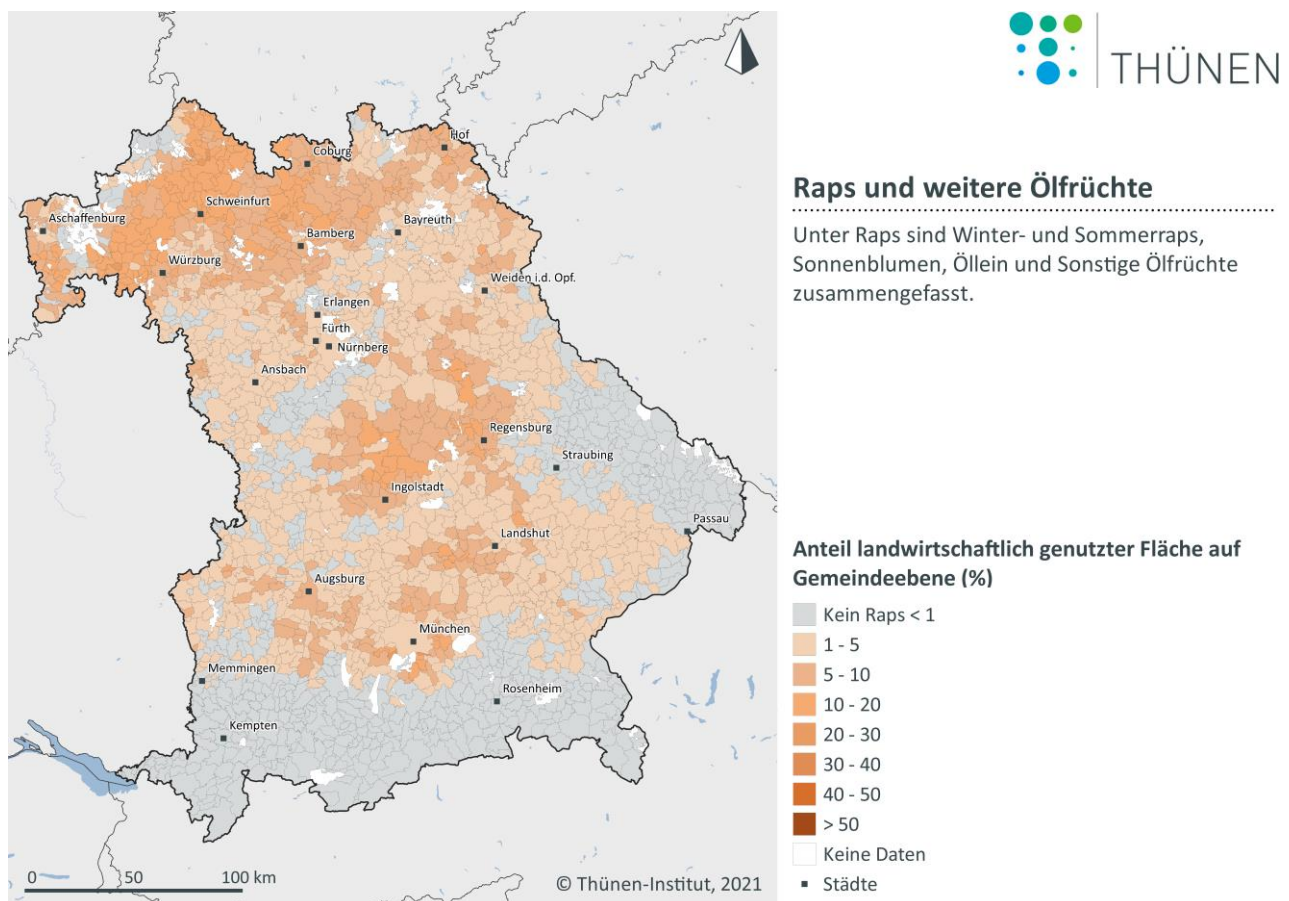 THÜNEN
Raps und weitere Ölfrüchte
Unter Raps sind Winter- und Sommerraps,
Sonnenblumen, Öllein und Sonstige Ölfrüchte
zusammengefasst.
Hof
Coburg
Schweinfurt
Aschaffenburg
Bayreuth
Bamberg
Würzburg
Weiden i.d. Opf.
Erlangen
Fürth
Nürnberg
Ansbach
Regensburg
Straubing
Ingolstadt
Passau
Landshut
Augsburg
München
Memmingen
Rosenheim
Kempten
0 50 100 km
© Thünen-Institut, 2021
Anteil landwirtschaftlich genutzter Fläche auf
Gemeindeebene (%)
Kein Raps < 1
1 - 5
5 - 10
10 - 20
20 - 30
30 - 40
40 - 50
> 50
Keine Daten
Städte